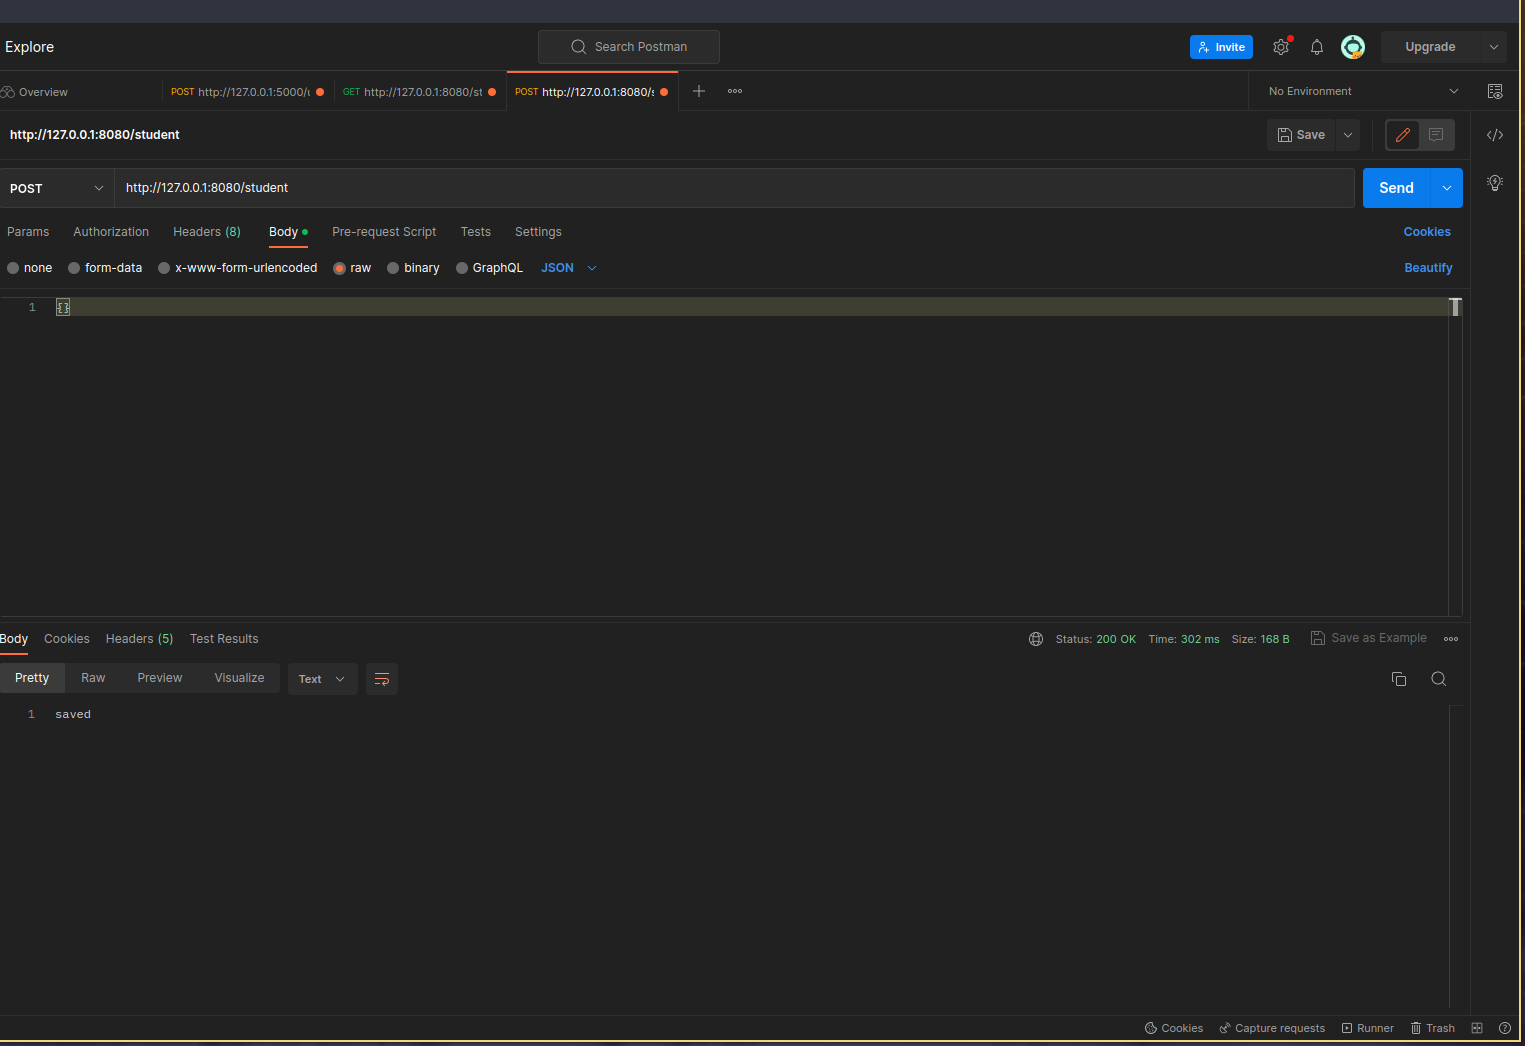 Explore
Search Postman
Invite
Upgrade
Overview
POST http://127.0.0.1:5000/
GET http://127.0.0.1:8080/st
POST http://127.0.0.1:8080/s
No Environment
http://127.0.0.1:8080/student
Save
POST http://127.0.0.1:8080/student Send
Params Authorization Headers (8) Body Pre-request Script Tests Settings Cookies
none form-data x-www-form-urlencoded raw binary GraphQL JSON Beautify
1 {}
Body Cookies Headers (5) Test Results Status: 200 OK Time: 302 ms Size: 168 B Save as Example
Pretty Raw Preview Visualize Text
1 saved
Cookies Capture requests Runner Trash